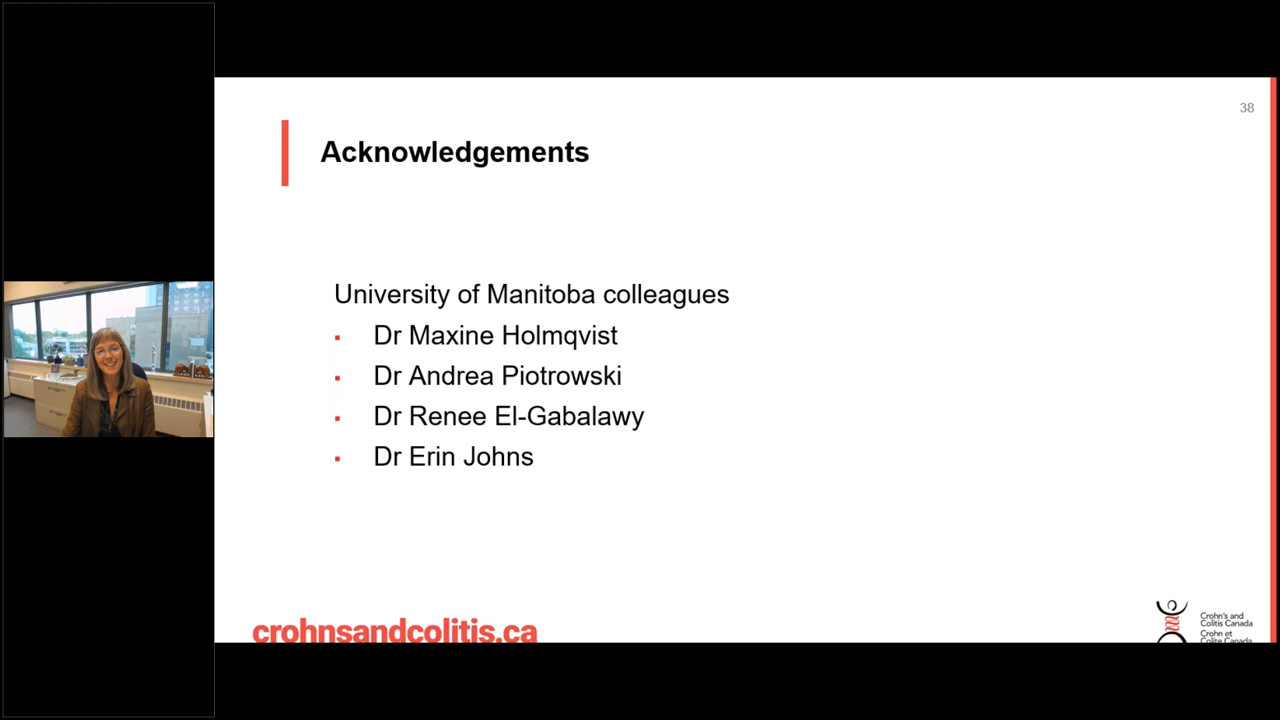 38
Acknowledgements
University of Manitoba colleagues
▪ Dr Maxine Holmqvist
▪ Dr Andrea Piotrowski
▪ Dr Renee El-Gabalawy
▪ Dr Erin Johns
crohnsandcolitis.ca
Crohn's and
Colitis Canada
Crohn et
Colite Canada